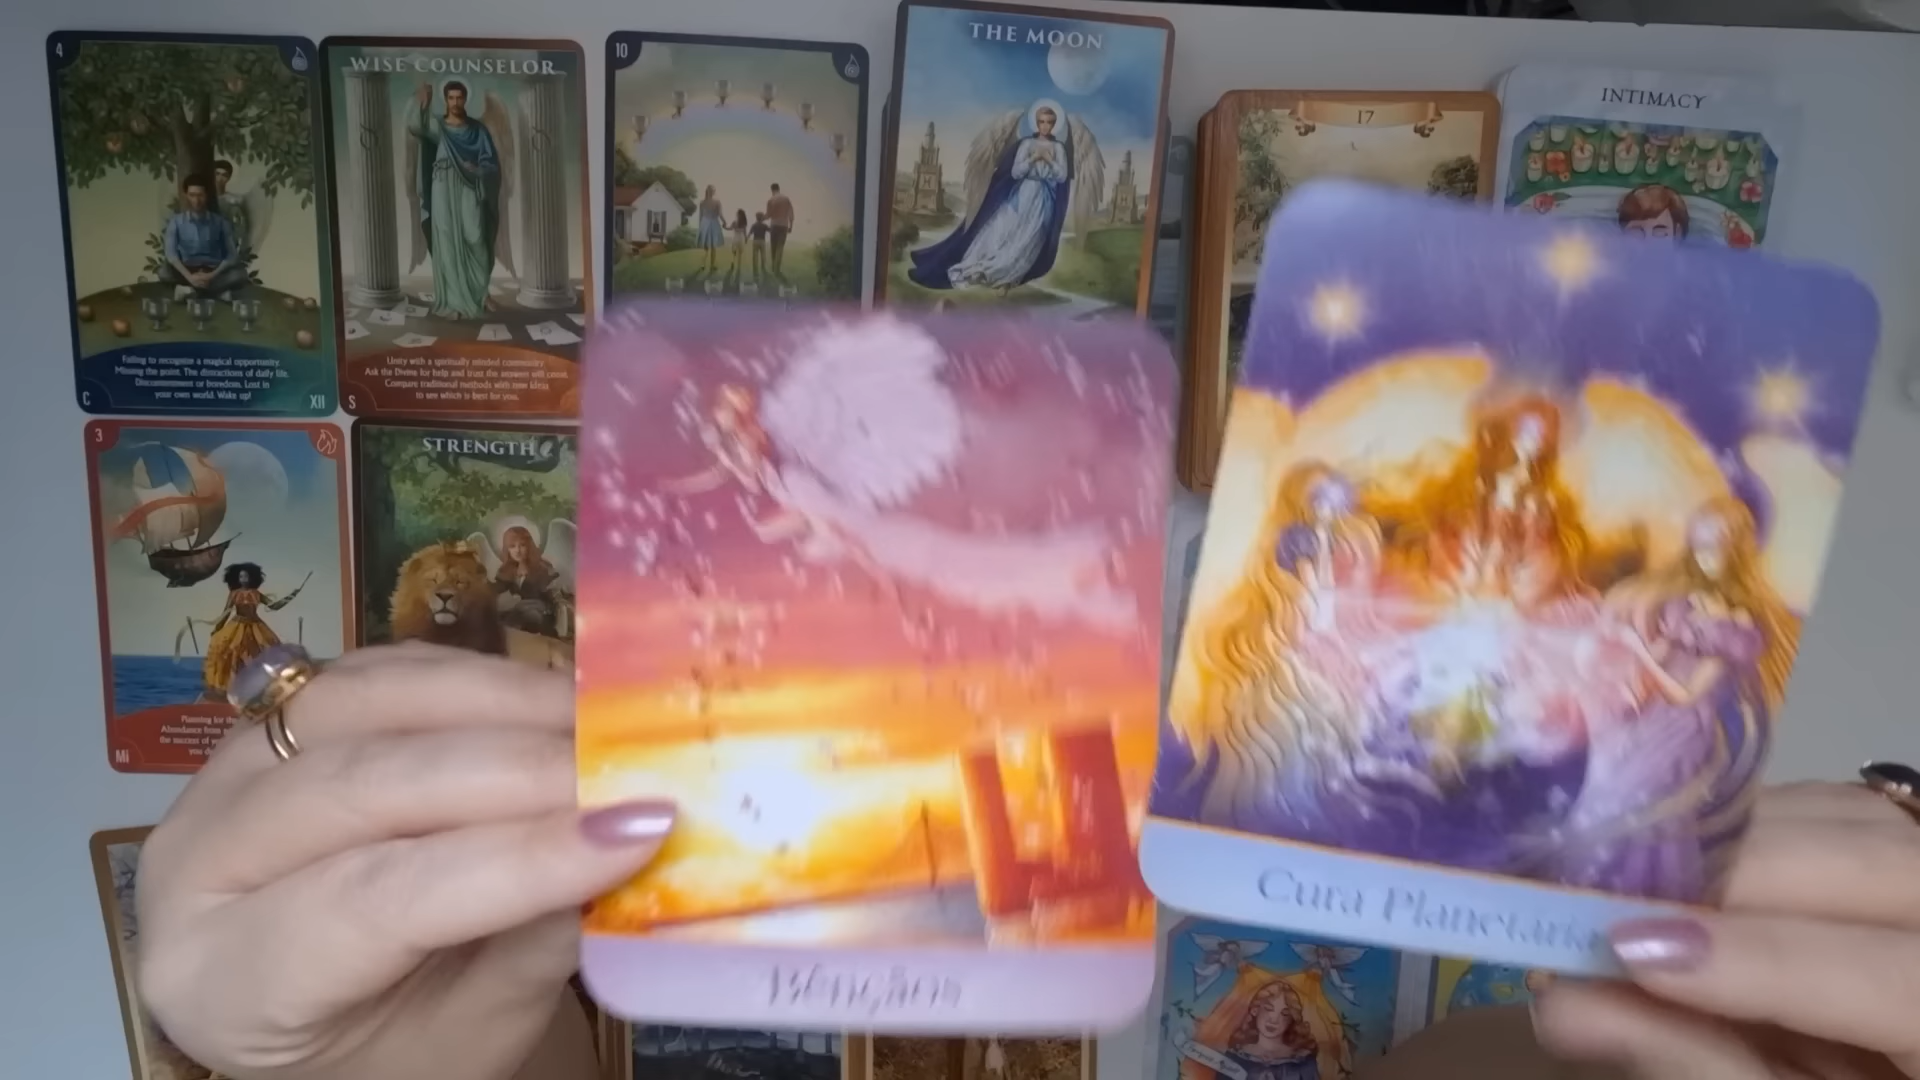 4
WISE COUNSELOR
10
THE MOON
17
INTIMACY
Failing to recognize a magical opportunity.
Missing the point. The distractions of daily life.
Discontentment or boredom. Lost in
your own world. Wake up!
C
XII
Unity with a spiritually minded community.
Ask the Divine for help and trust the answer will come.
Compare traditional methods with new ideas
to see which is best for you.
S
3
STRENGTH
Planning for the
Abundance from
the success of
Mi
Bênçãos
Cura Planetária